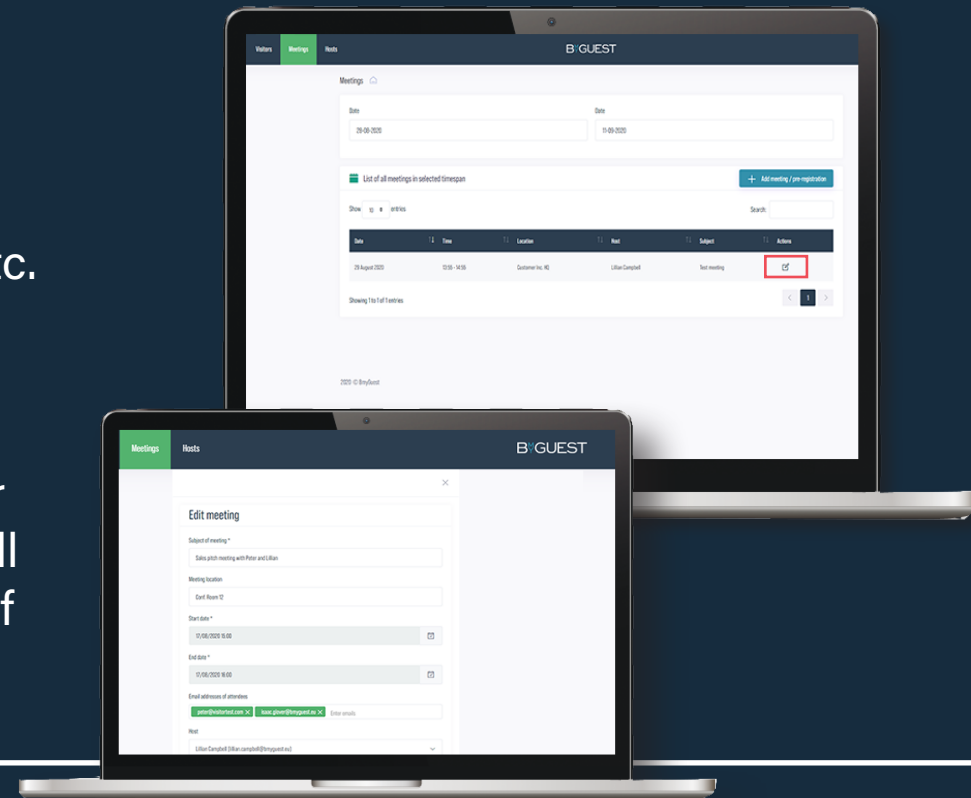 Visitors Meetings Hosts BYGUEST
Meetings
Date Date
29-08-2020 11-09-2020
List of all meetings in selected timespan + Add meeting / pre-registration
Show 10 entries Search:
Date Time Location Host Subject Actions
29 August 2020 13:56 - 14:56 Customer Inc. HQ Lillian Campbell Test meeting
Showing 1 to 1 of 1 entries < 1 >
2020 © BmyGuest
tc.
r
ll
f
Meetings Hosts BYGUEST
Edit meeting
Subject of meeting *
Sales pitch meeting with Peter and Lillian
Meeting location
Conf Room 12
Start date *
17/08/2020 15:00
End date *
17/08/2020 16:00
Email addresses of attendees
peter@visitortest.com × isaac.glover@bmyguest.eu × Enter emails
Host
Lillian Campbell (lillian.campbell@bmyguest.eu)